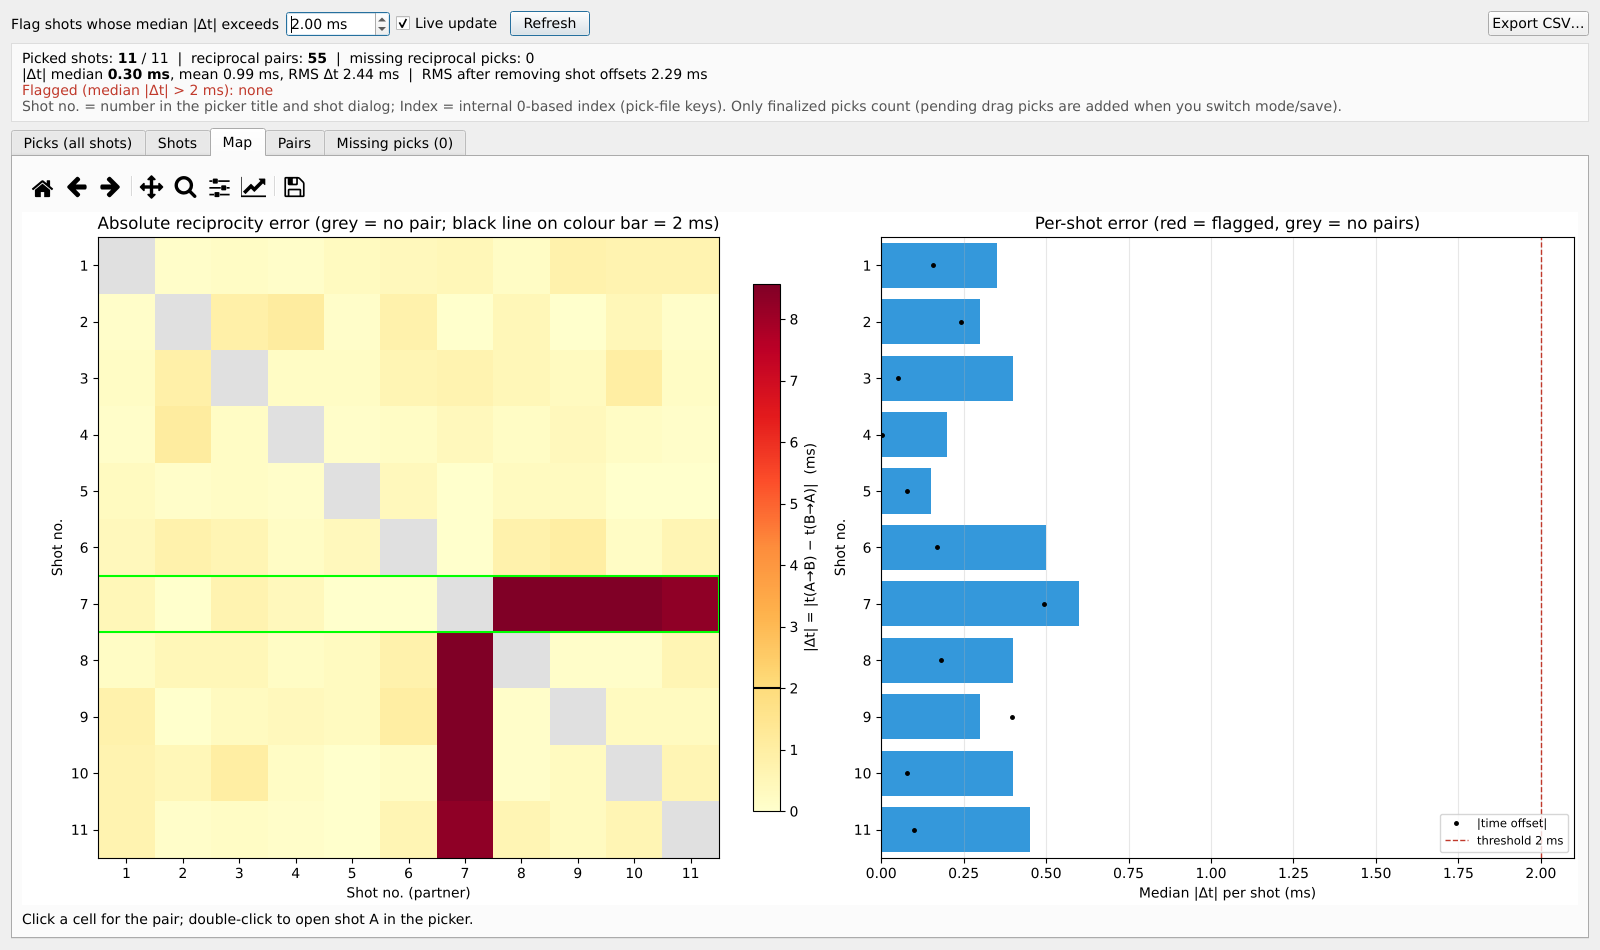 Flag shots whose median |Δt| exceeds 2.00 ms Live update Refresh Export CSV...
Picked shots: 11 / 11 | reciprocal pairs: 55 | missing reciprocal picks: 0
|Δt| median 0.30 ms, mean 0.99 ms, RMS Δt 2.44 ms | RMS after removing shot offsets 2.29 ms
Flagged (median |Δt| > 2 ms): none
Shot no. = number in the picker title and shot dialog; Index = internal 0-based index (pick-file keys). Only finalized picks count (pending drag picks are added when you switch mode/save).
Picks (all shots) Shots Map Pairs Missing picks (0)
Absolute reciprocity error (grey = no pair; black line on colour bar = 2 ms)
1
2
3
4
5
6
7
8
9
10
11
Shot no.
1 2 3 4 5 6 7 8 9 10 11
Shot no. (partner)
8
7
6
5
4
3
2
1
0
|Δt| = |t(A→B) − t(B→A)| (ms)
Per-shot error (red = flagged, grey = no pairs)
1
2
3
4
5
6
7
8
9
10
11
Shot no.
|time offset|
threshold 2 ms
0.00 0.25 0.50 0.75 1.00 1.25 1.50 1.75 2.00
Median |Δt| per shot (ms)
Click a cell for the pair; double-click to open shot A in the picker.